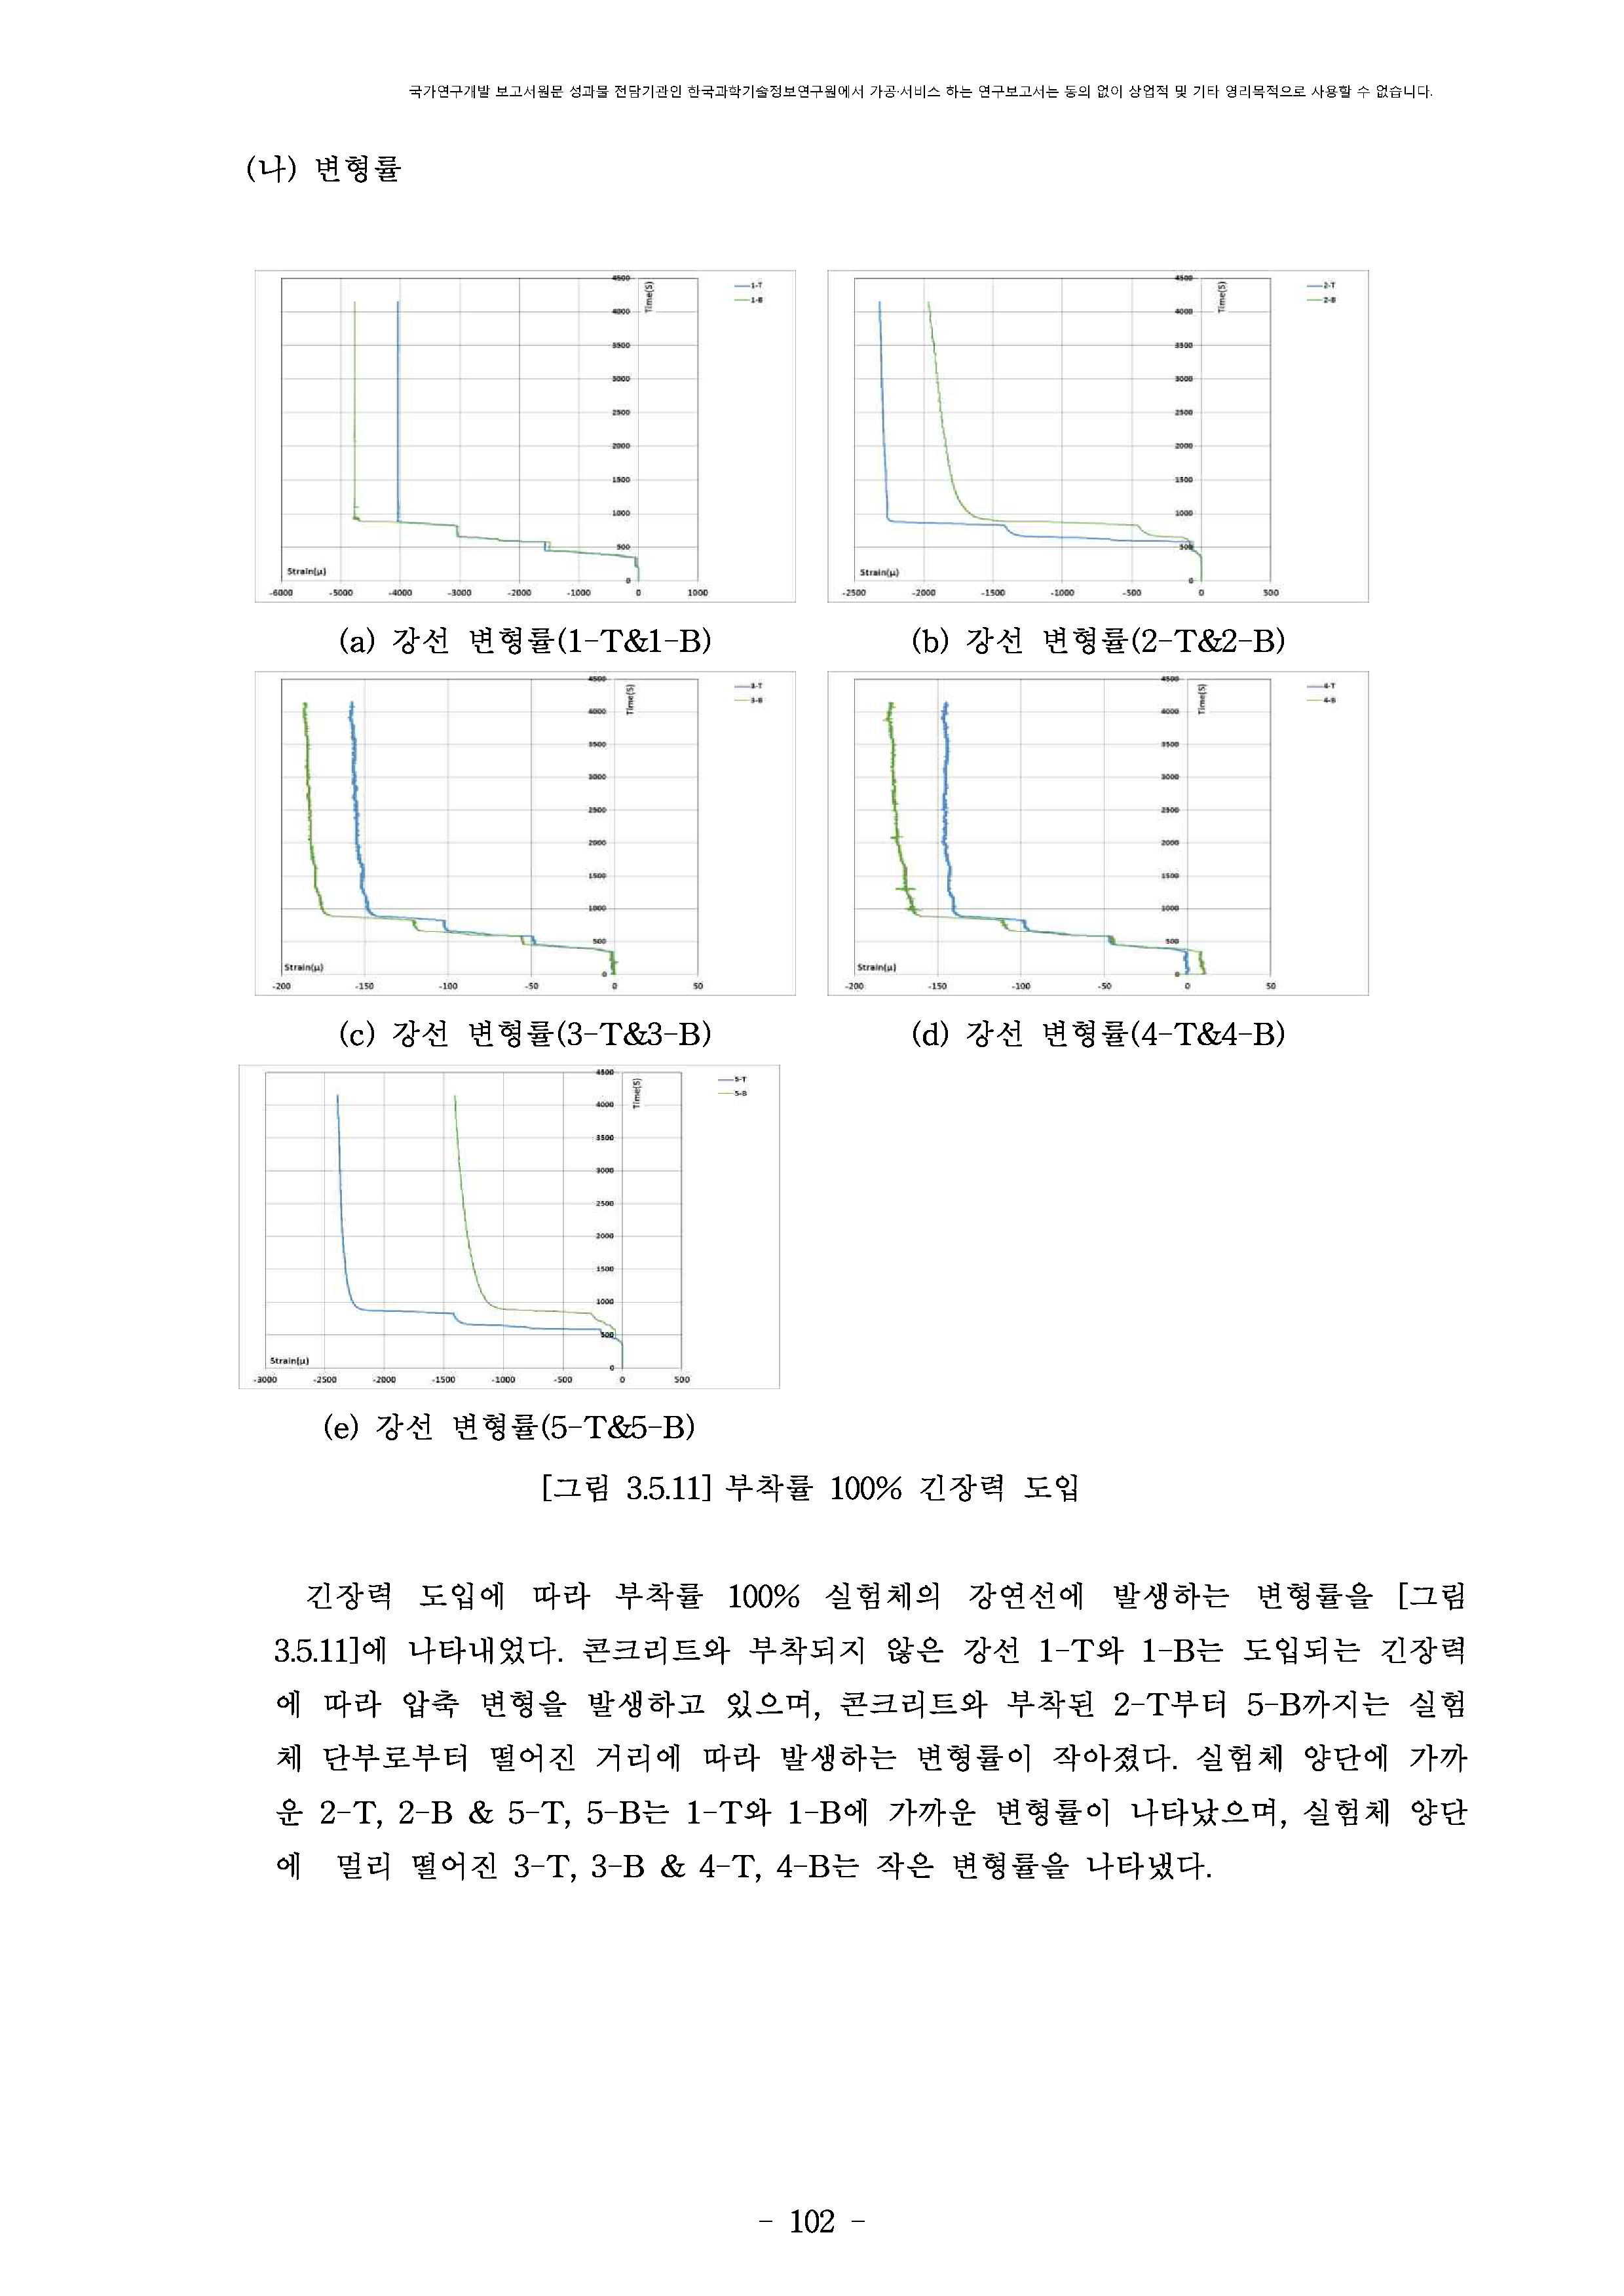 국가연구개발 보고서원문 성과물 전담기관인 한국과학기술정보연구원에서 가공·서비스 하는 연구보고서는 동의 없이 상업적 및 기타 영리목적으로 사용할 수 없습니다.
(나) 변형률
4500
4000
3500
3000
2500
2000
1500
1000
500
0
Time(S)
1-T
1-B
Strain(μ)
-6000 -5000 -4000 -3000 -2000 -1000 0 1000
4500
4000
3500
3000
2500
2000
1500
1000
500
0
Time(S)
2-T
2-B
Strain(μ)
-2500 -2000 -1500 -1000 -500 0 500
(a) 강선 변형률(1-T&1-B)
(b) 강선 변형률(2-T&2-B)
4500
4000
3500
3000
2500
2000
1500
1000
500
0
Time(S)
3-T
3-B
Strain(μ)
-200 -150 -100 -50 0 50
4500
4000
3500
3000
2500
2000
1500
1000
500
0
Time(S)
4-T
4-B
Strain(μ)
-200 -150 -100 -50 0 50
(c) 강선 변형률(3-T&3-B)
(d) 강선 변형률(4-T&4-B)
4500
4000
3500
3000
2500
2000
1500
1000
500
0
Time(S)
5-T
5-B
Strain(μ)
-3000 -2500 -2000 -1500 -1000 -500 0 500
(e) 강선 변형률(5-T&5-B)
[그림 3.5.11] 부착률 100% 긴장력 도입
긴장력 도입에 따라 부착률 100% 실험체의 강연선에 발생하는 변형률을 [그림
3.5.11]에 나타내었다. 콘크리트와 부착되지 않은 강선 1-T와 1-B는 도입되는 긴장력
에 따라 압축 변형을 발생하고 있으며, 콘크리트와 부착된 2-T부터 5-B까지는 실험
체 단부로부터 떨어진 거리에 따라 발생하는 변형률이 작아졌다. 실험체 양단에 가까
운 2-T, 2-B & 5-T, 5-B는 1-T와 1-B에 가까운 변형률이 나타났으며, 실험체 양단
에 멀리 떨어진 3-T, 3-B & 4-T, 4-B는 작은 변형률을 나타냈다.
- 102 -